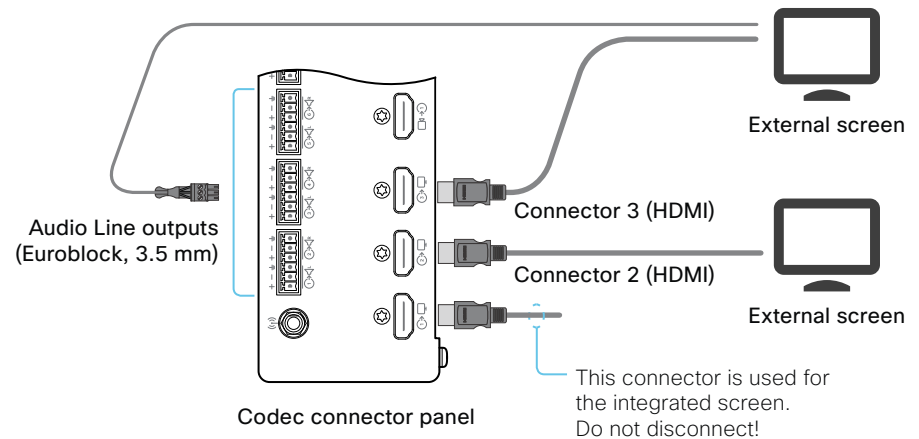 External screen
Audio Line outputs
(Euroblock, 3.5 mm)
Connector 3 (HDMI)
Connector 2 (HDMI)
External screen
This connector is used for
the integrated screen.
Do not disconnect!
Codec connector panel